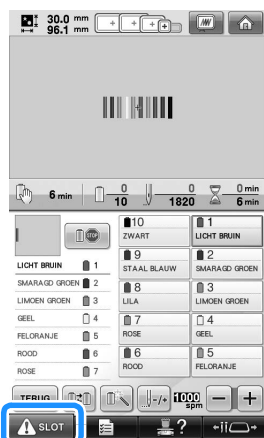 30.0 mm
96.1 mm
6 min
0
10
0
1820
0 min
6 min
STOP
10
ZWART
1
LICHT BRUIN
9
STAAL BLAUW
2
SMARAGD GROEN
8
LILA
3
LIMOEN GROEN
7
ROSE
4
GEEL
6
ROOD
5
FELORANJE
LICHT BRUIN 1
SMARAGD GROEN 2
LIMOEN GROEN 3
GEEL 4
FELORANJE 5
ROOD 6
ROSE 7
TERUG
-/+
1000
spm
- +
SLOT
?